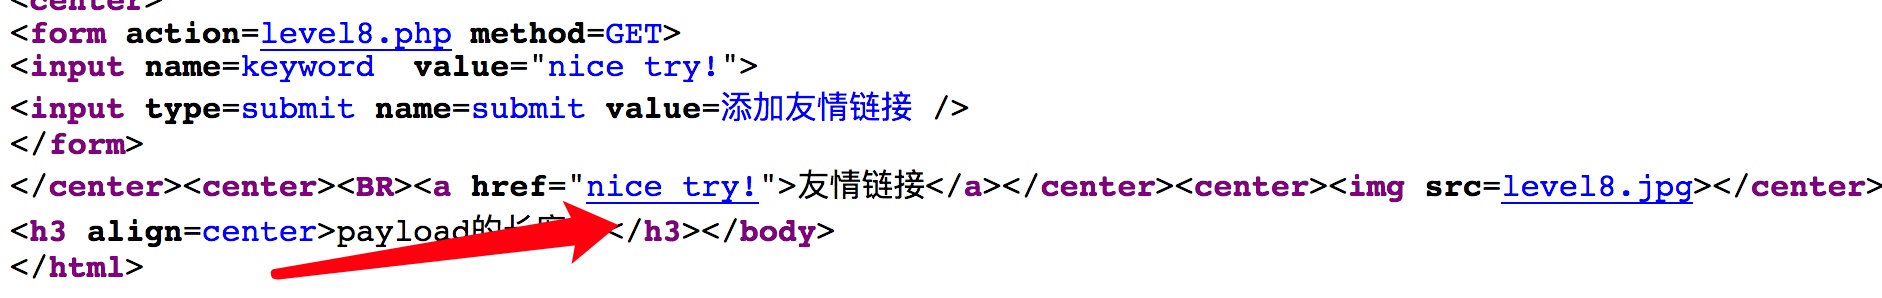 <center>
<form action=level8.php method=GET>
<input name=keyword  value="nice try!">
<input type=submit name=submit value=添加友情链接 />
</form>
</center><center><BR><a href="nice try!">友情链接</a></center><center><img src=level8.jpg></center>
<h3 align=center>payload的长度</h3></body>
</html>